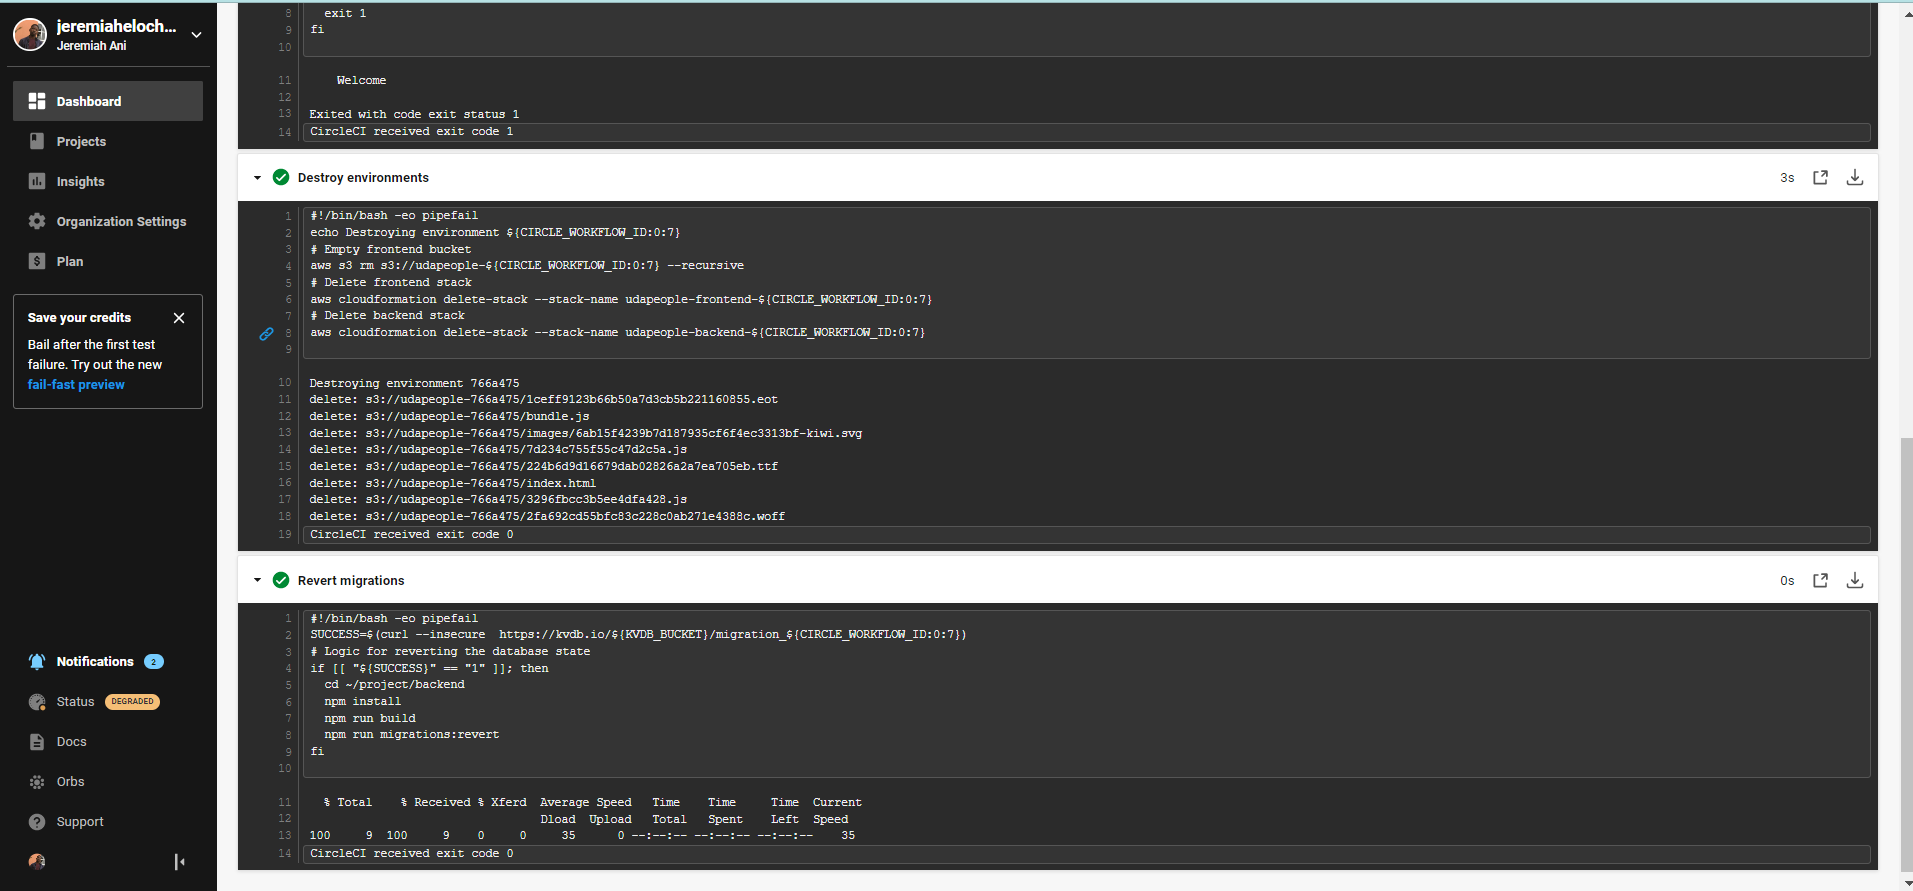 jeremiaheloch...
Jeremiah Ani
Dashboard
Projects
Insights
Organization Settings
Plan
Save your credits
Bail after the first test
failure. Try out the new
fail-fast preview
Notifications 2
Status DEGRADED
Docs
Orbs
Support
8 exit 1
9 fi
10
11 Welcome
12
13 Exited with code exit status 1
14 CircleCI received exit code 1
Destroy environments 3s
1 #!/bin/bash -eo pipefail
2 echo Destroying environment ${CIRCLE_WORKFLOW_ID:0:7}
3 # Empty frontend bucket
4 aws s3 rm s3://udapeople-${CIRCLE_WORKFLOW_ID:0:7} --recursive
5 # Delete frontend stack
6 aws cloudformation delete-stack --stack-name udapeople-frontend-${CIRCLE_WORKFLOW_ID:0:7}
7 # Delete backend stack
8 aws cloudformation delete-stack --stack-name udapeople-backend-${CIRCLE_WORKFLOW_ID:0:7}
9
10 Destroying environment 766a475
11 delete: s3://udapeople-766a475/1ceff9123b66b50a7d3cb5b221160855.eot
12 delete: s3://udapeople-766a475/bundle.js
13 delete: s3://udapeople-766a475/images/6ab15f4239b7d187935cf6f4ec3313bf-kiwi.svg
14 delete: s3://udapeople-766a475/7d234c755f55c47d2c5a.js
15 delete: s3://udapeople-766a475/224b6d9d16679dab02826a2a7ea705eb.ttf
16 delete: s3://udapeople-766a475/index.html
17 delete: s3://udapeople-766a475/3296fbcc3b5ee4dfa428.js
18 delete: s3://udapeople-766a475/2fa692cd55bfc83c228c0ab271e4388c.woff
19 CircleCI received exit code 0
Revert migrations 0s
1 #!/bin/bash -eo pipefail
2 SUCCESS=$(curl --insecure  https://kvdb.io/${KVDB_BUCKET}/migration_${CIRCLE_WORKFLOW_ID:0:7})
3 # Logic for reverting the database state
4 if [[ "${SUCCESS}" == "1" ]]; then
5 cd ~/project/backend
6 npm install
7 npm run build
8 npm run migrations:revert
9 fi
10
11 % Total % Received % Xferd Average Speed Time Time Time Current
12 Dload Upload Total Spent Left Speed
13 100 9 100 9 0 0 35 0 --:--:-- --:--:-- --:--:-- 35
14 CircleCI received exit code 0